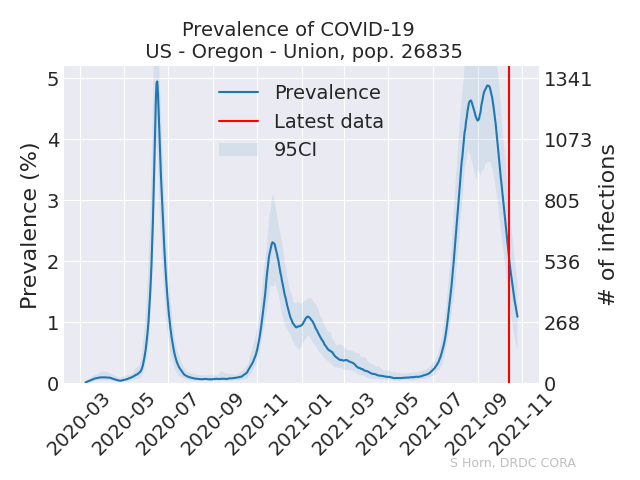 Prevalence of COVID-19
US - Oregon - Union, pop. 26835
Prevalence
Latest data
95CI
Prevalence (%)
5
4
3
2
1
0
1341
1073
805
536
268
0
# of infections
2020-03
2020-05
2020-07
2020-09
2020-11
2021-01
2021-03
2021-05
2021-07
2021-09
2021-11
S Horn, DRDC CORA